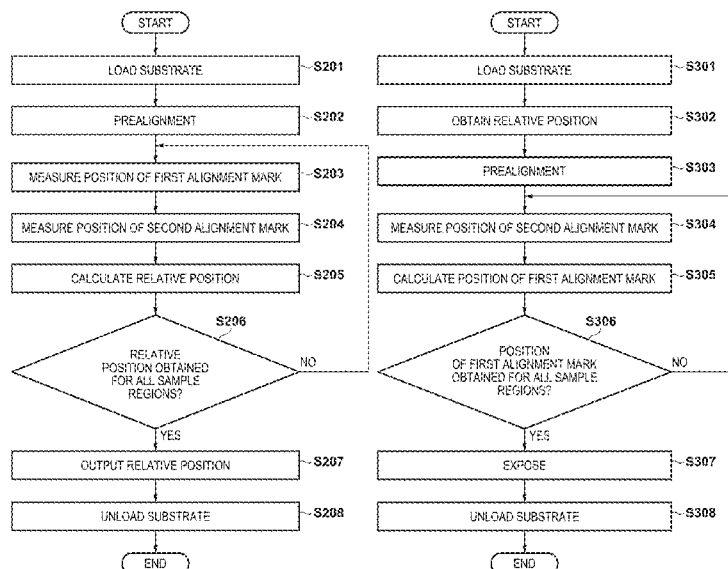 START
LOAD SUBSTRATE
S201
PREALIGNMENT
S202
MEASURE POSITION OF FIRST ALIGNMENT MARK
S203
MEASURE POSITION OF SECOND ALIGNMENT MARK
S204
CALCULATE RELATIVE POSITION
S205
S206
RELATIVE
POSITION OBTAINED
FOR ALL SAMPLE
REGIONS?
NO
YES
OUTPUT RELATIVE POSITION
S207
UNLOAD SUBSTRATE
S208
END
START
LOAD SUBSTRATE
S301
OBTAIN RELATIVE POSITION
S302
PREALIGNMENT
S303
MEASURE POSITION OF SECOND ALIGNMENT MARK
S304
CALCULATE POSITION OF FIRST ALIGNMENT MARK
S305
S306
POSITION
OF FIRST ALIGNMENT MARK
OBTAINED FOR ALL SAMPLE
REGIONS?
NO
YES
EXPOSE
S307
UNLOAD SUBSTRATE
S308
END